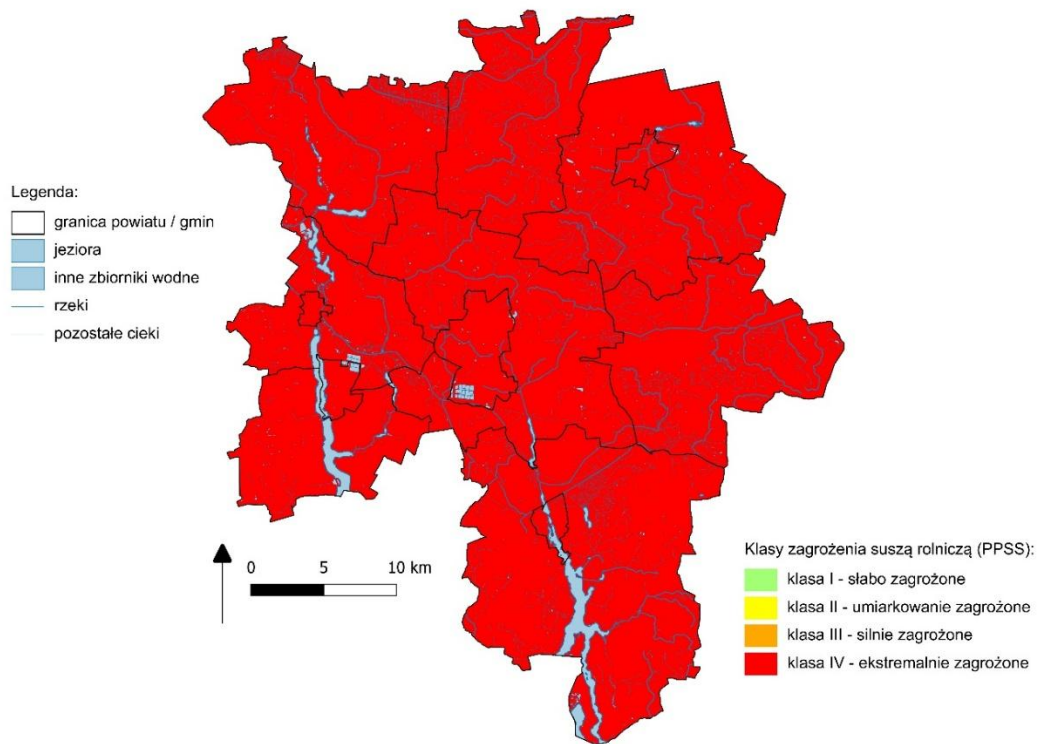 Legenda:
granica powiatu / gmin
jeziora
inne zbiorniki wodne
rzeki
pozostałe cieki
0 5 10 km
Klasy zagrożenia suszą rolniczą (PPSS):
klasa I - słabo zagrożone
klasa II - umiarkowanie zagrożone
klasa III - silnie zagrożone
klasa IV - ekstremalnie zagrożone